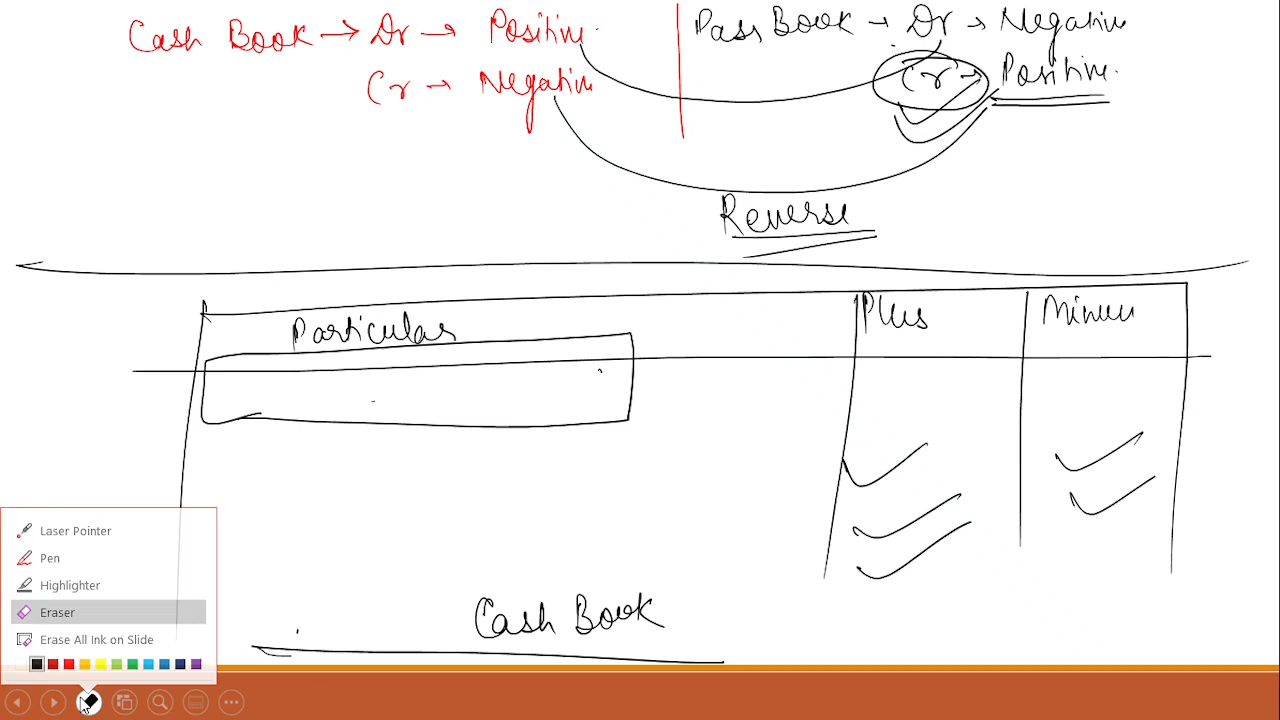 Cash Book → Dr → Positive.
Cr → Negative
Pass Book → Dr → Negative
Cr → Positive.
Reverse
Particulas
Plus
Minus
Cash Book
Laser Pointer
Pen
Highlighter
Eraser
Erase All Ink on Slide